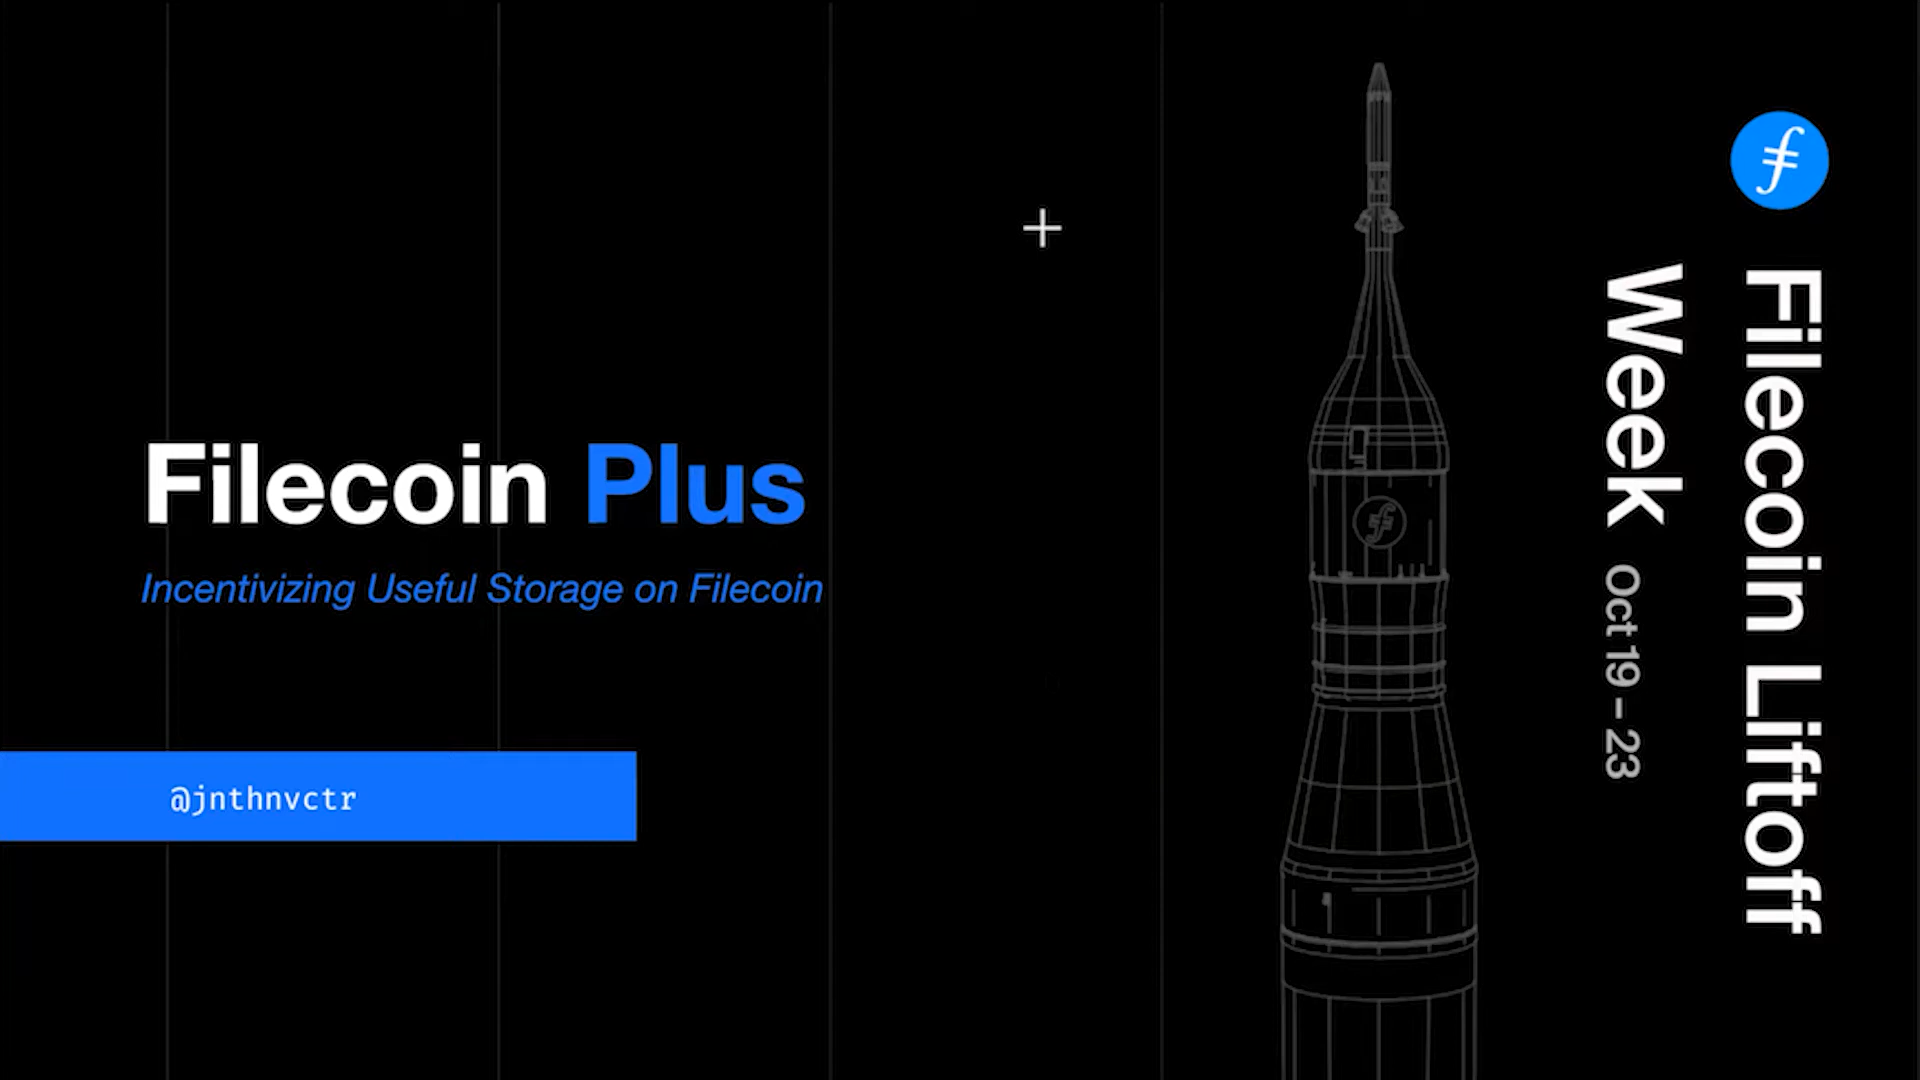 Filecoin Plus
Incentivizing Useful Storage on Filecoin
@jnthnvctr
Filecoin Liftoff
Week Oct 19 – 23